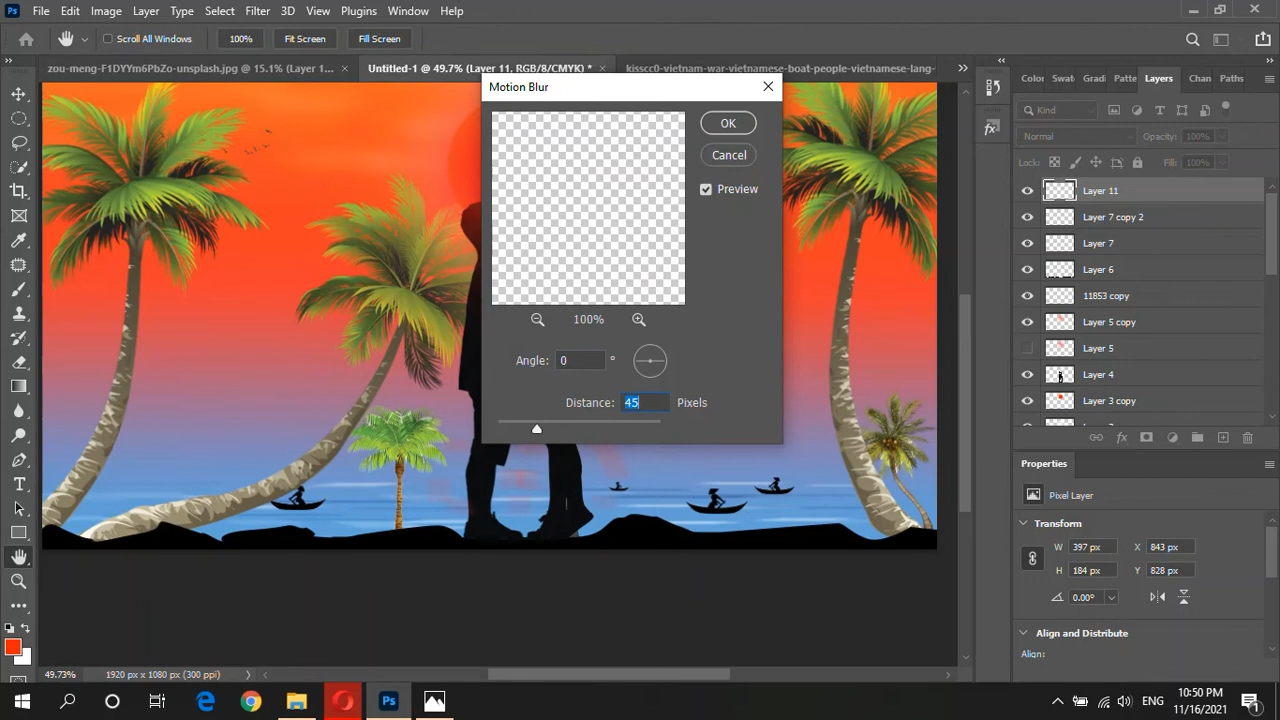 Ps File Edit Image Layer Type Select Filter 3D View Plugins Window Help
Scroll All Windows 100% Fit Screen Fill Screen
zou-meng-F1DYYm6PbZo-unsplash.jpg @ 15.1% (Layer 1... × Untitled-1 @ 49.7% (Layer 11, RGB/8/CMYK) * × kisscc0-vietnam-war-vietnamese-boat-people-vietnamese-lang-
Motion Blur
OK
Cancel
Preview
100%
Angle: 0 °
Distance: 45 Pixels
Color Swatc Gradi Patte Layers Chan Paths
Kind
Normal Opacity: 100%
Lock: Fill: 100%
Layer 11
Layer 7 copy 2
Layer 7
Layer 6
11853 copy
Layer 5 copy
Layer 5
Layer 4
Layer 3 copy
fx
Properties
Pixel Layer
Transform
W 397 px X 843 px
H 184 px Y 828 px
0.00°
Align and Distribute
Align:
49.73% 1920 px x 1080 px (300 ppi)
Ps ENG 10:50 PM
11/16/2021 1